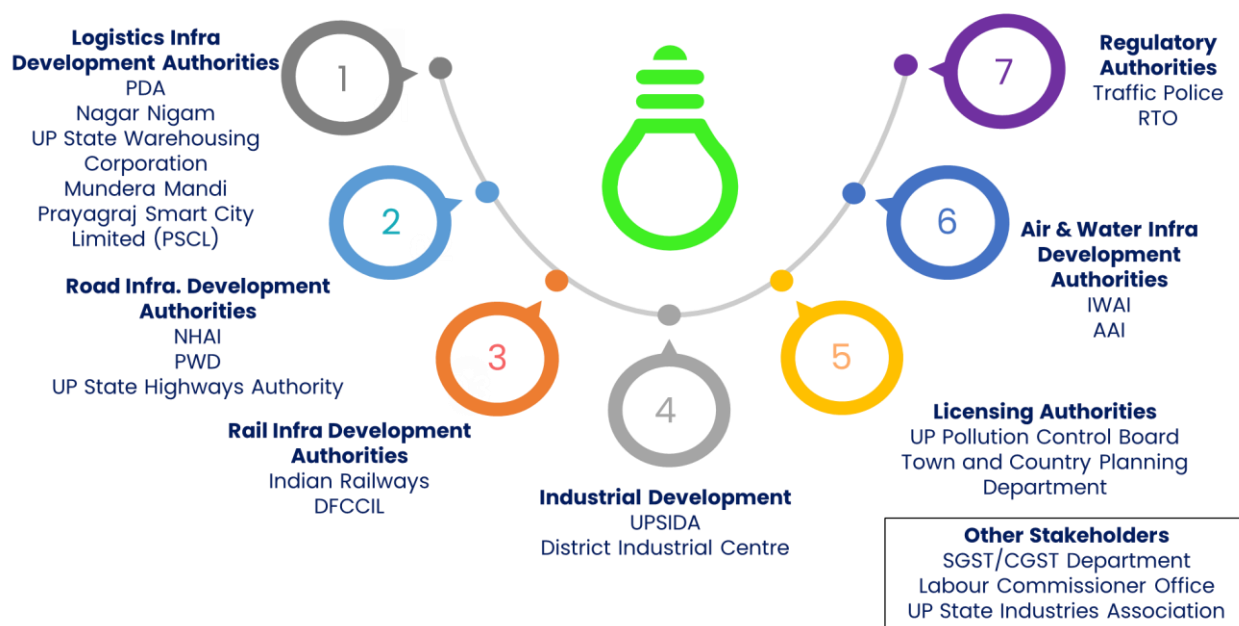 1
Logistics Infra
Development Authorities
PDA
Nagar Nigam
UP State Warehousing
Corporation
Mundera Mandi
Prayagraj Smart City
Limited (PSCL)
2
Road Infra. Development
Authorities
NHAI
PWD
UP State Highways Authority
3
Rail Infra Development
Authorities
Indian Railways
DFCCIL
4
Industrial Development
UPSIDA
District Industrial Centre
5
Licensing Authorities
UP Pollution Control Board
Town and Country Planning
Department
6
Air & Water Infra
Development
Authorities
IWAI
AAI
7
Regulatory
Authorities
Traffic Police
RTO
Other Stakeholders
SGST/CGST Department
Labour Commissioner Office
UP State Industries Association